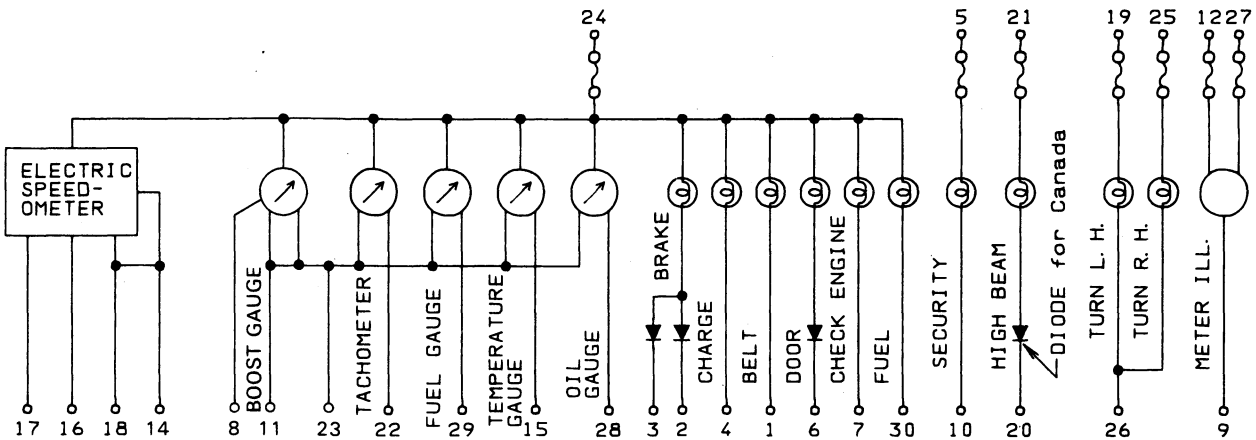 24
5
21
19
25
12
27
ELECTRIC
SPEED-
OMETER
BOOST GAUGE
TACHOMETER
FUEL GAUGE
TEMPERATURE
GAUGE
OIL
GAUGE
BRAKE
CHARGE
BELT
DOOR
CHECK ENGINE
FUEL
SECURITY
HIGH BEAM
DIODE for Canada
TURN L. H.
TURN R. H.
METER ILL.
17
16
18
14
8
11
23
22
29
15
28
3
2
4
1
6
7
30
10
20
26
9